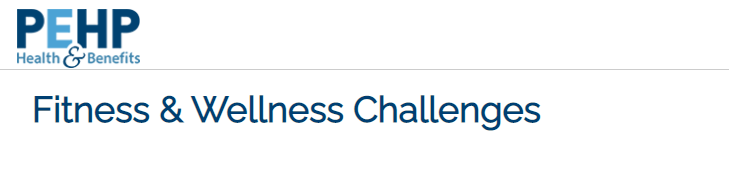 PEHP
Health & Benefits
Fitness & Wellness Challenges